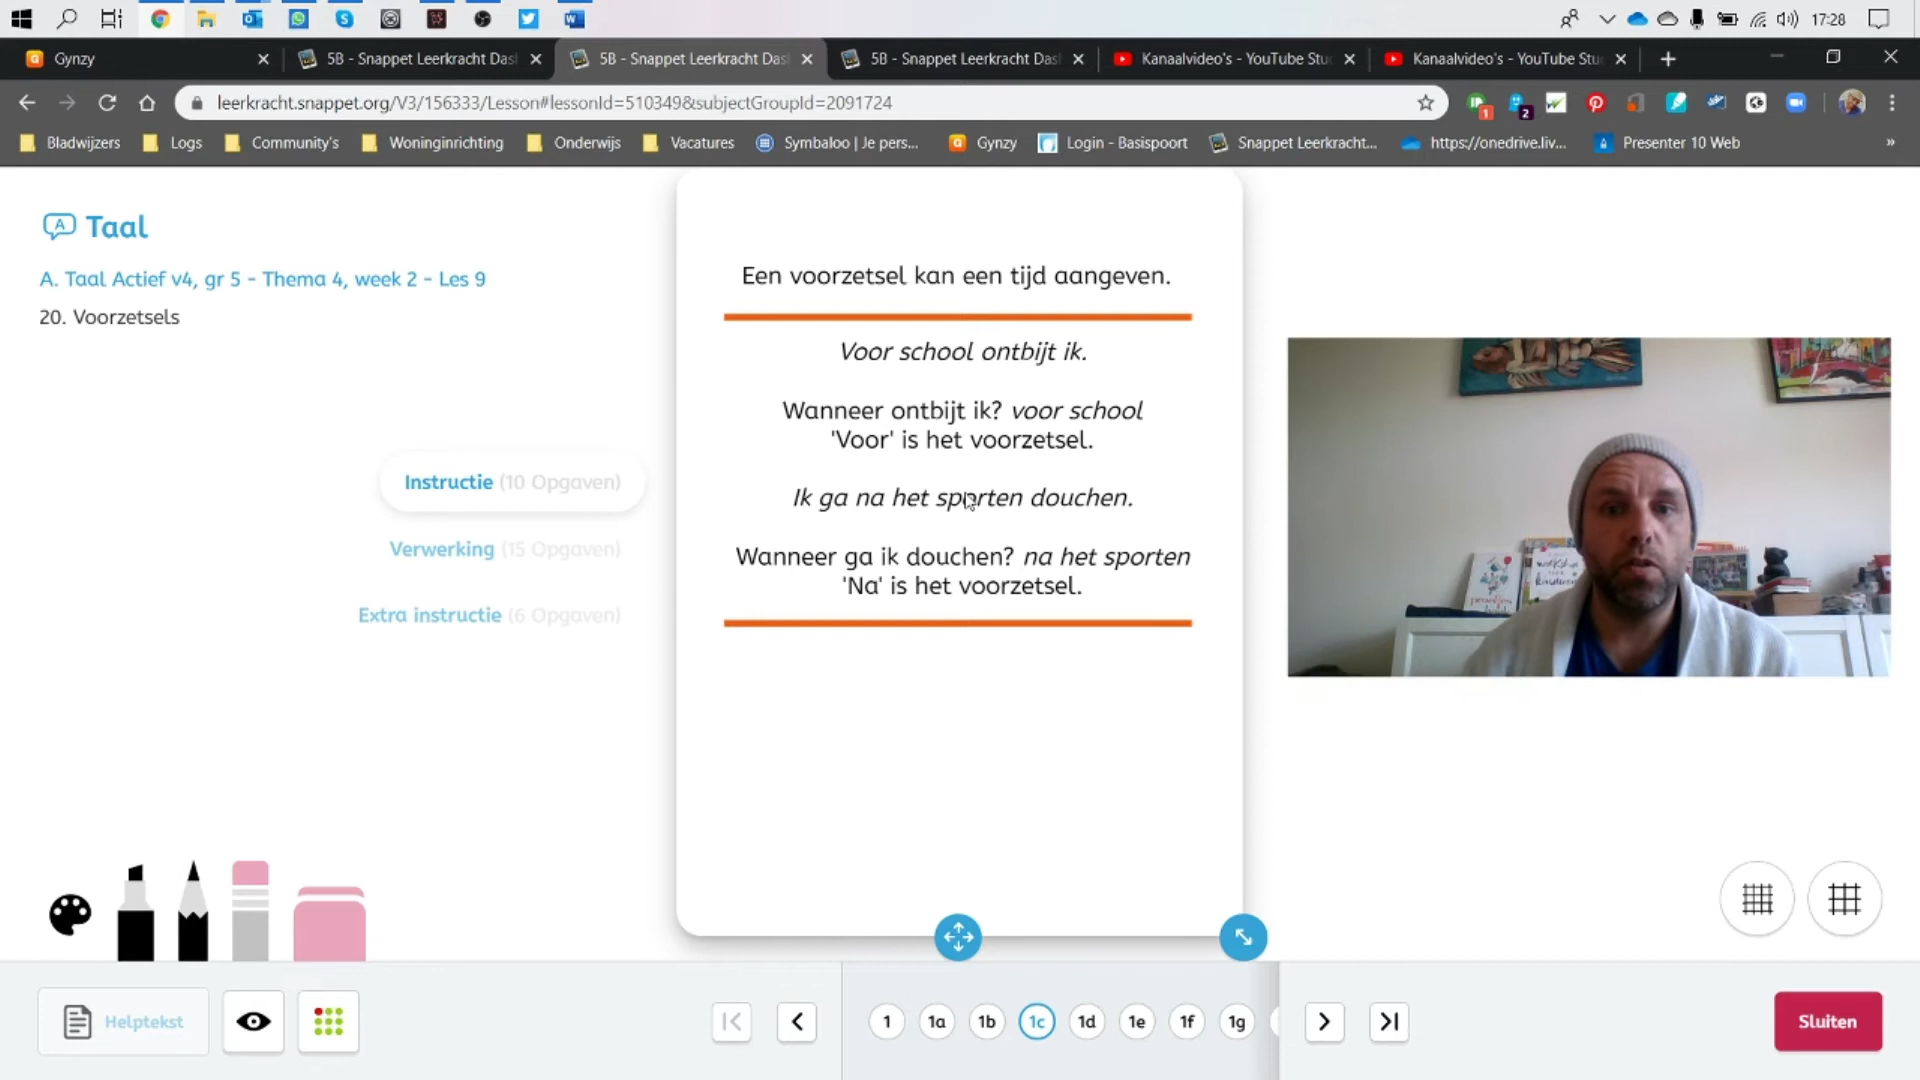 17:28
Gynzy
5B - Snappet Leerkracht Das
5B - Snappet Leerkracht Das
5B - Snappet Leerkracht Das
Kanaalvideo's - YouTube Stu
Kanaalvideo's - YouTube Stu
leerkracht.snappet.org/V3/156333/Lesson#lessonId=510349&subjectGroupId=2091724
1
2
Bladwijzers
Logs
Community's
Woninginrichting
Onderwijs
Vacatures
Symbaloo | Je pers...
Gynzy
Login - Basispoort
Snappet Leerkracht...
https://onedrive.liv...
Presenter 10 Web
»
A Taal
A. Taal Actief v4, gr 5 - Thema 4, week 2 - Les 9
20. Voorzetsels
Instructie (10 Opgaven)
Verwerking (15 Opgaven)
Extra instructie (6 Opgaven)
Een voorzetsel kan een tijd aangeven.
Voor school ontbijt ik.
Wanneer ontbijt ik? voor school
'Voor' is het voorzetsel.
Ik ga na het sporten douchen.
Wanneer ga ik douchen? na het sporten
'Na' is het voorzetsel.
Helptekst
1
1a
1b
1c
1d
1e
1f
1g
Sluiten